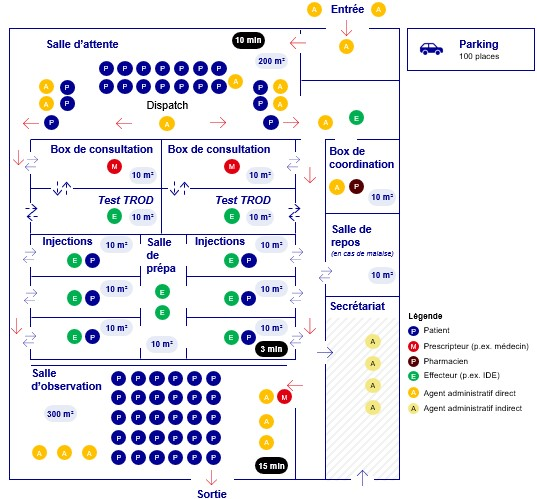 Entrée
A
A
A
Salle d'attente
10 min
200 m²
Parking
100 places
P P P P P P P
P P P P P P P
A
A P
A P
P
P A
P A
P
Dispatch
A
A
E
Box de consultation
M
10 m²
Box de consultation
M
10 m²
Box de
coordination
A P
10 m²
Test TROD
E
10 m²
Test TROD
E
10 m²
Injections
10 m²
E P
10 m²
E P
10 m²
E P
Salle
de
prépa
E
E
10 m²
Injections
10 m²
E P
10 m²
E P
10 m²
E P
3 min
Salle de
repos
(en cas de malaise)
10 m²
Secrétariat
A
A
A
A
Légende
P Patient
M Prescripteur (p.ex. médecin)
P Pharmacien
E Effecteur (p.ex. IDE)
A Agent administratif direct
A Agent administratif indirect
Salle
d'observation
300 m²
P P P P P P
P P P P P P
P P P P P P
P P P P P P
P P P P P P
A M
A
A
A A A
15 min
Sortie